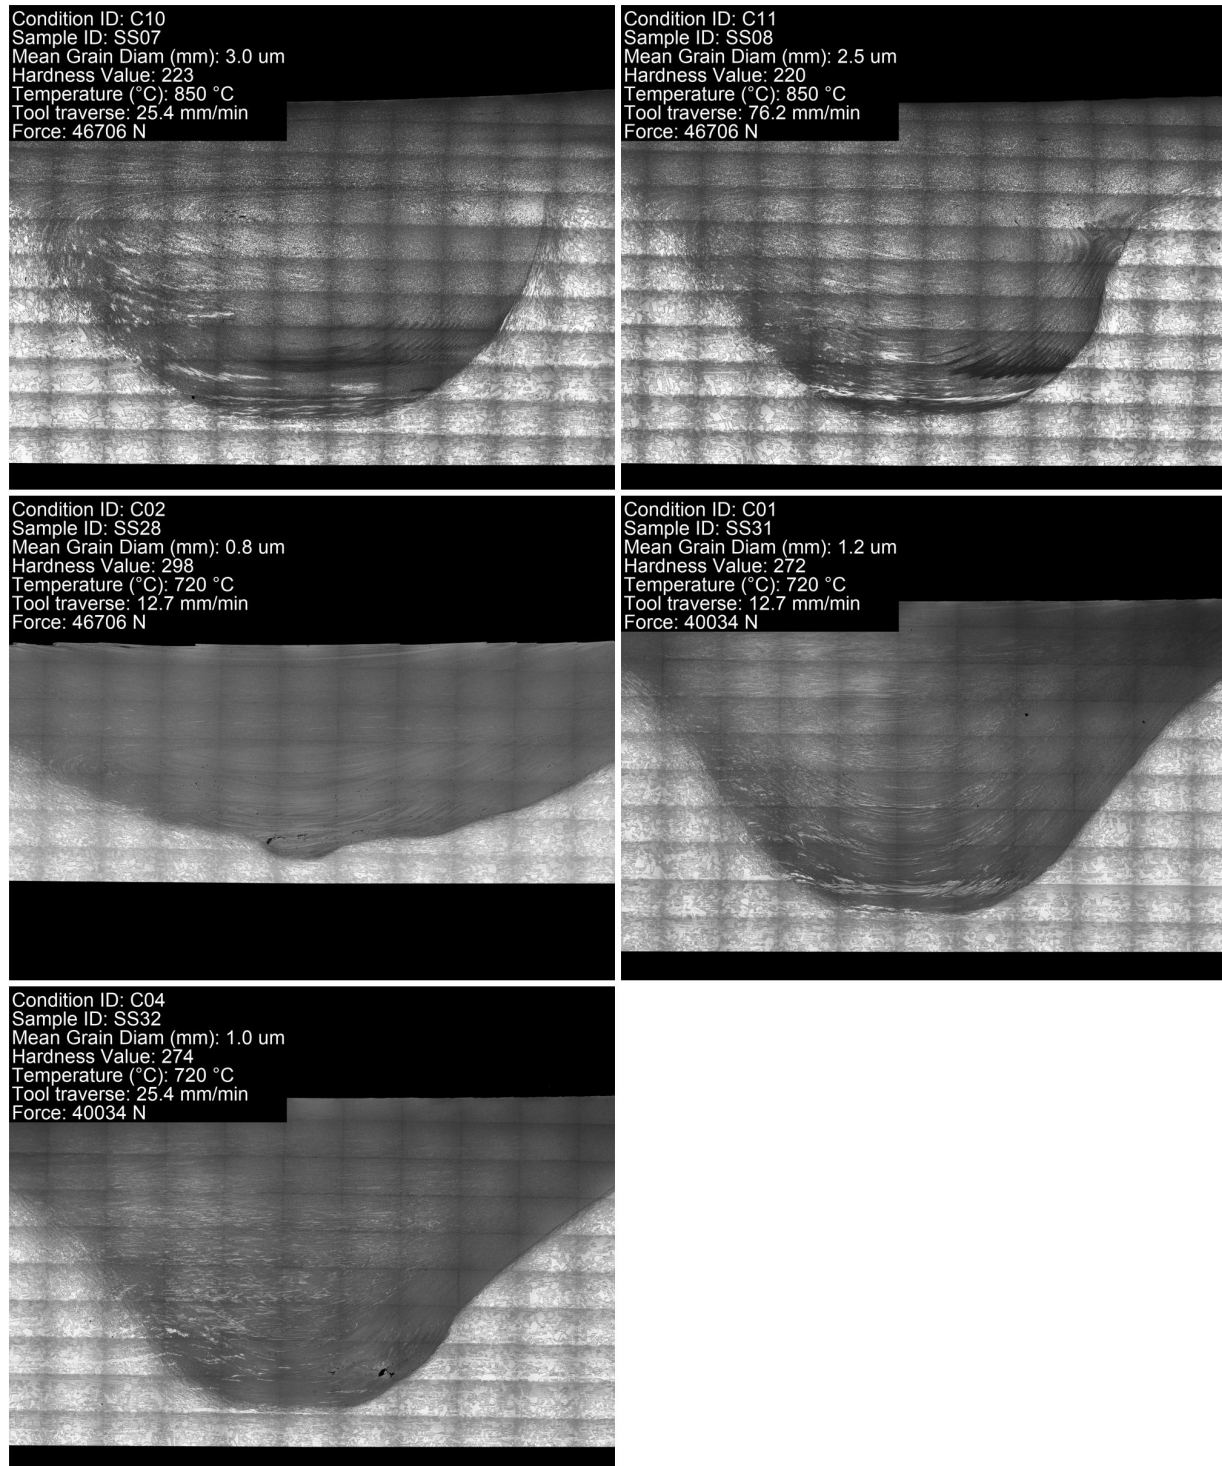 Condition ID: C10
Sample ID: SS07
Mean Grain Diam (mm): 3.0 um
Hardness Value: 223
Temperature (°C): 850 °C
Tool traverse: 25.4 mm/min
Force: 46706 N
Condition ID: C11
Sample ID: SS08
Mean Grain Diam (mm): 2.5 um
Hardness Value: 220
Temperature (°C): 850 °C
Tool traverse: 76.2 mm/min
Force: 46706 N
Condition ID: C02
Sample ID: SS28
Mean Grain Diam (mm): 0.8 um
Hardness Value: 298
Temperature (°C): 720 °C
Tool traverse: 12.7 mm/min
Force: 46706 N
Condition ID: C01
Sample ID: SS31
Mean Grain Diam (mm): 1.2 um
Hardness Value: 272
Temperature (°C): 720 °C
Tool traverse: 12.7 mm/min
Force: 40034 N
Condition ID: C04
Sample ID: SS32
Mean Grain Diam (mm): 1.0 um
Hardness Value: 274
Temperature (°C): 720 °C
Tool traverse: 25.4 mm/min
Force: 40034 N